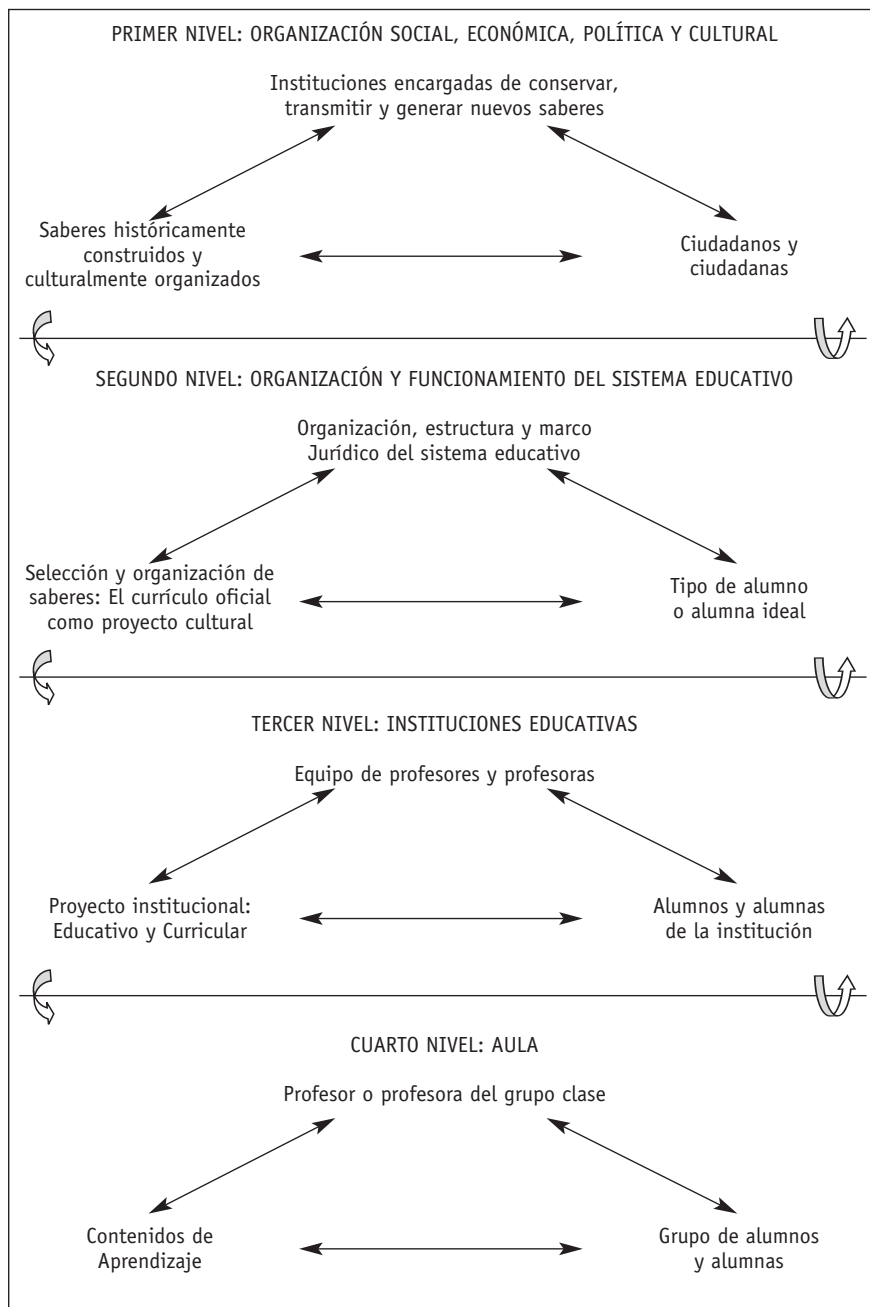 PRIMER NIVEL: ORGANIZACIÓN SOCIAL, ECONÓMICA, POLÍTICA Y CULTURAL
Instituciones encargadas de conservar,
transmitir y generar nuevos saberes
Saberes históricamente
construidos y
culturalmente organizados
Ciudadanos y
ciudadanas
SEGUNDO NIVEL: ORGANIZACIÓN Y FUNCIONAMIENTO DEL SISTEMA EDUCATIVO
Organización, estructura y marco
Jurídico del sistema educativo
Selección y organización de
saberes: El currículo oficial
como proyecto cultural
Tipo de alumno
o alumna ideal
TERCER NIVEL: INSTITUCIONES EDUCATIVAS
Equipo de profesores y profesoras
Proyecto institucional:
Educativo y Curricular
Alumnos y alumnas
de la institución
CUARTO NIVEL: AULA
Profesor o profesora del grupo clase
Contenidos de
Aprendizaje
Grupo de alumnos
y alumnas